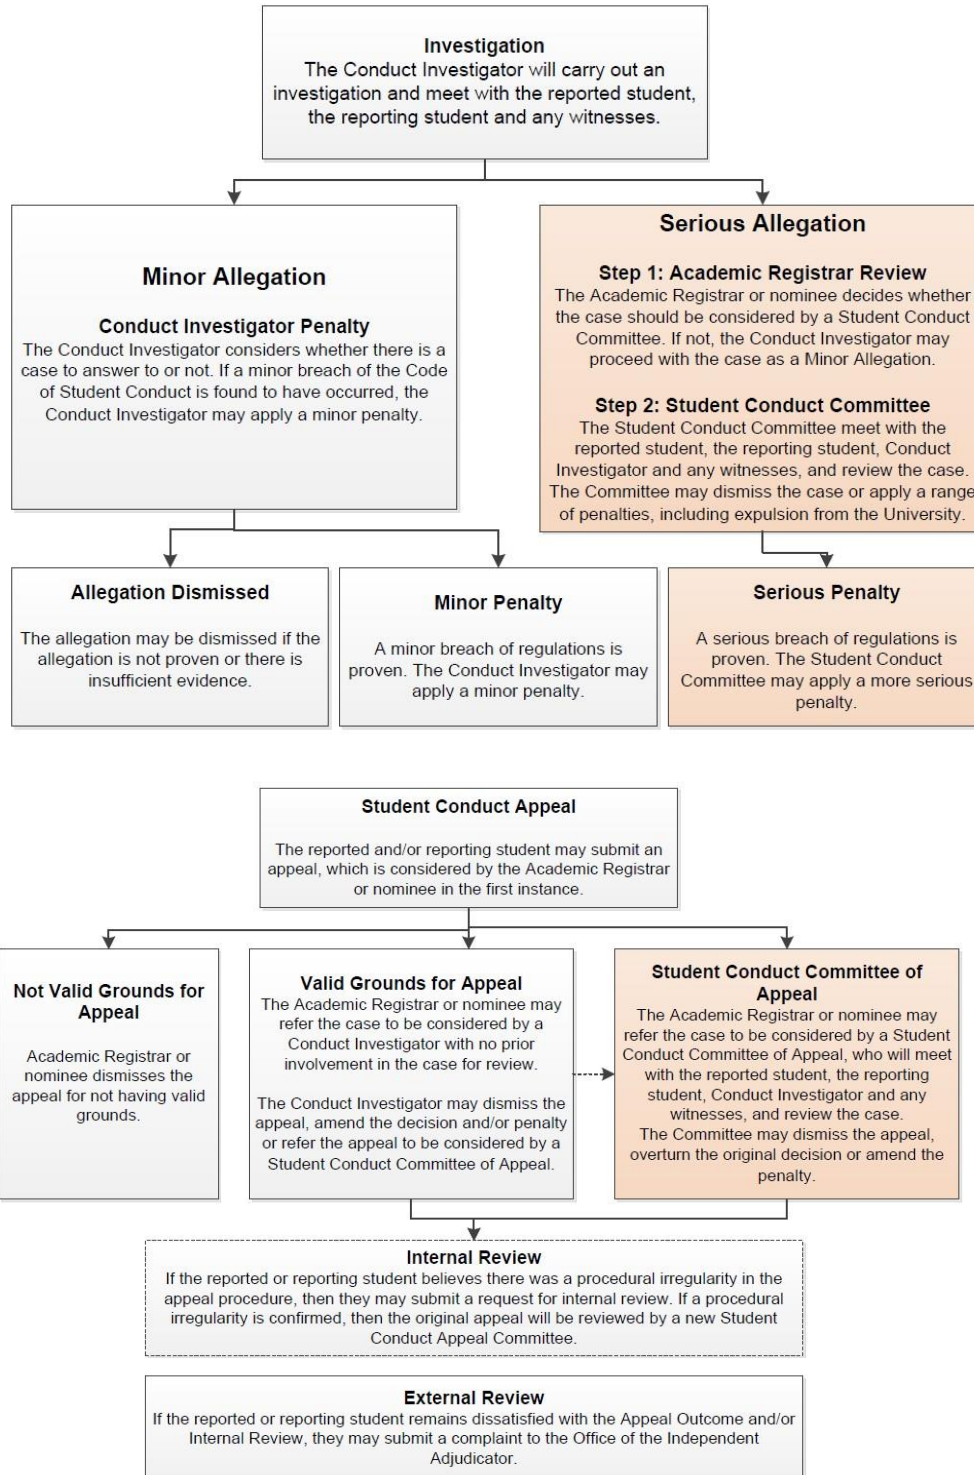 Investigation
The Conduct Investigator will carry out an
investigation and meet with the reported student,
the reporting student and any witnesses.
Minor Allegation
Conduct Investigator Penalty
The Conduct Investigator considers whether there is a
case to answer to or not. If a minor breach of the Code
of Student Conduct is found to have occurred, the
Conduct Investigator may apply a minor penalty.
Serious Allegation
Step 1: Academic Registrar Review
The Academic Registrar or nominee decides whether
the case should be considered by a Student Conduct
Committee. If not, the Conduct Investigator may
proceed with the case as a Minor Allegation.
Step 2: Student Conduct Committee
The Student Conduct Committee meet with the
reported student, the reporting student, Conduct
Investigator and any witnesses, and review the case.
The Committee may dismiss the case or apply a range
of penalties, including expulsion from the University.
Allegation Dismissed
The allegation may be dismissed if the
allegation is not proven or there is
insufficient evidence.
Minor Penalty
A minor breach of regulations is
proven. The Conduct Investigator may
apply a minor penalty.
Serious Penalty
A serious breach of regulations is
proven. The Student Conduct
Committee may apply a more serious
penalty.
Student Conduct Appeal
The reported and/or reporting student may submit an
appeal, which is considered by the Academic Registrar
or nominee in the first instance.
Not Valid Grounds for
Appeal
Academic Registrar or
nominee dismisses the
appeal for not having valid
grounds.
Valid Grounds for Appeal
The Academic Registrar or nominee may
refer the case to be considered by a
Conduct Investigator with no prior
involvement in the case for review.
The Conduct Investigator may dismiss the
appeal, amend the decision and/or penalty
or refer the appeal to be considered by a
Student Conduct Committee of Appeal.
Student Conduct Committee of
Appeal
The Academic Registrar or nominee may
refer the case to be considered by a Student
Conduct Committee of Appeal, who will meet
with the reported student, the reporting
student, Conduct Investigator and any
witnesses, and review the case.
The Committee may dismiss the appeal,
overturn the original decision or amend the
penalty.
Internal Review
If the reported or reporting student believes there was a procedural irregularity in the
appeal procedure, then they may submit a request for internal review. If a procedural
irregularity is confirmed, then the original appeal will be reviewed by a new Student
Conduct Appeal Committee.
External Review
If the reported or reporting student remains dissatisfied with the Appeal Outcome and/or
Internal Review, they may submit a complaint to the Office of the Independent
Adjudicator.